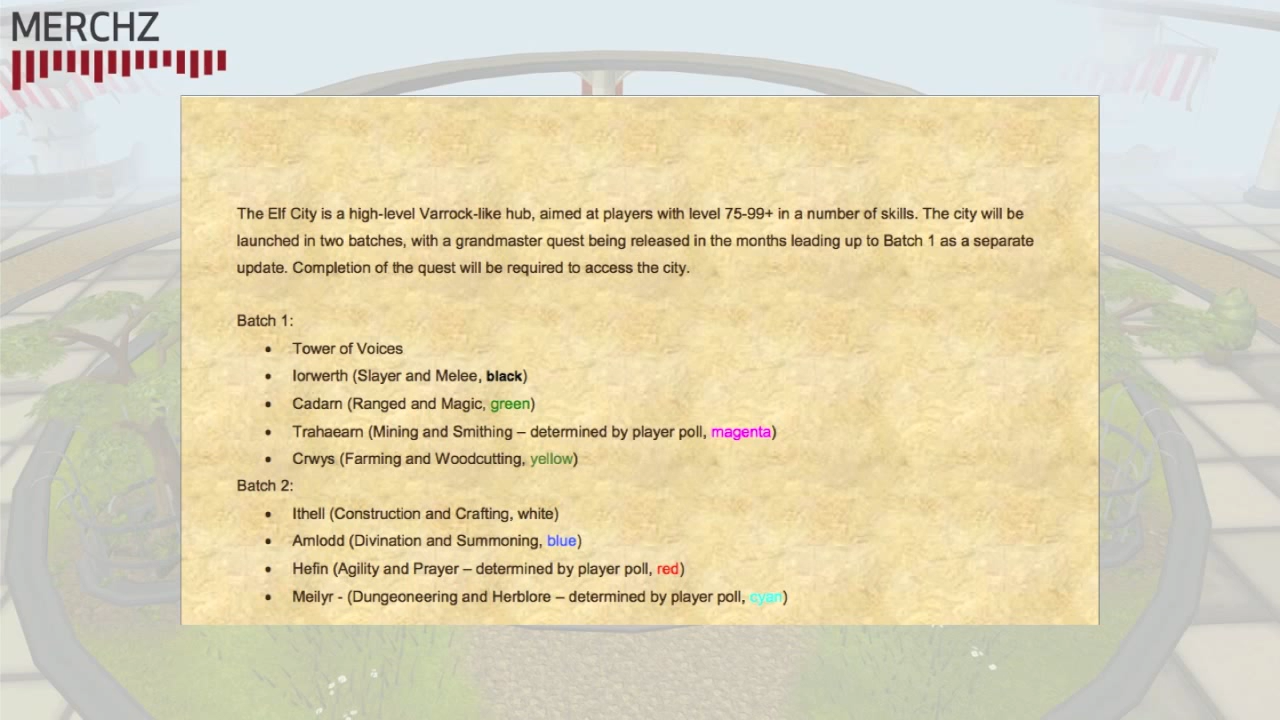 MERCHZ
The Elf City is a high-level Varrock-like hub, aimed at players with level 75-99+ in a number of skills. The city will be
launched in two batches, with a grandmaster quest being released in the months leading up to Batch 1 as a separate
update. Completion of the quest will be required to access the city.
Batch 1:
• Tower of Voices
• Iorwerth (Slayer and Melee, black)
• Cadarn (Ranged and Magic, green)
• Trahaearn (Mining and Smithing – determined by player poll, magenta)
• Crwys (Farming and Woodcutting, yellow)
Batch 2:
• Ithell (Construction and Crafting, white)
• Amlodd (Divination and Summoning, blue)
• Hefin (Agility and Prayer – determined by player poll, red)
• Meilyr - (Dungeoneering and Herblore – determined by player poll, cyan)